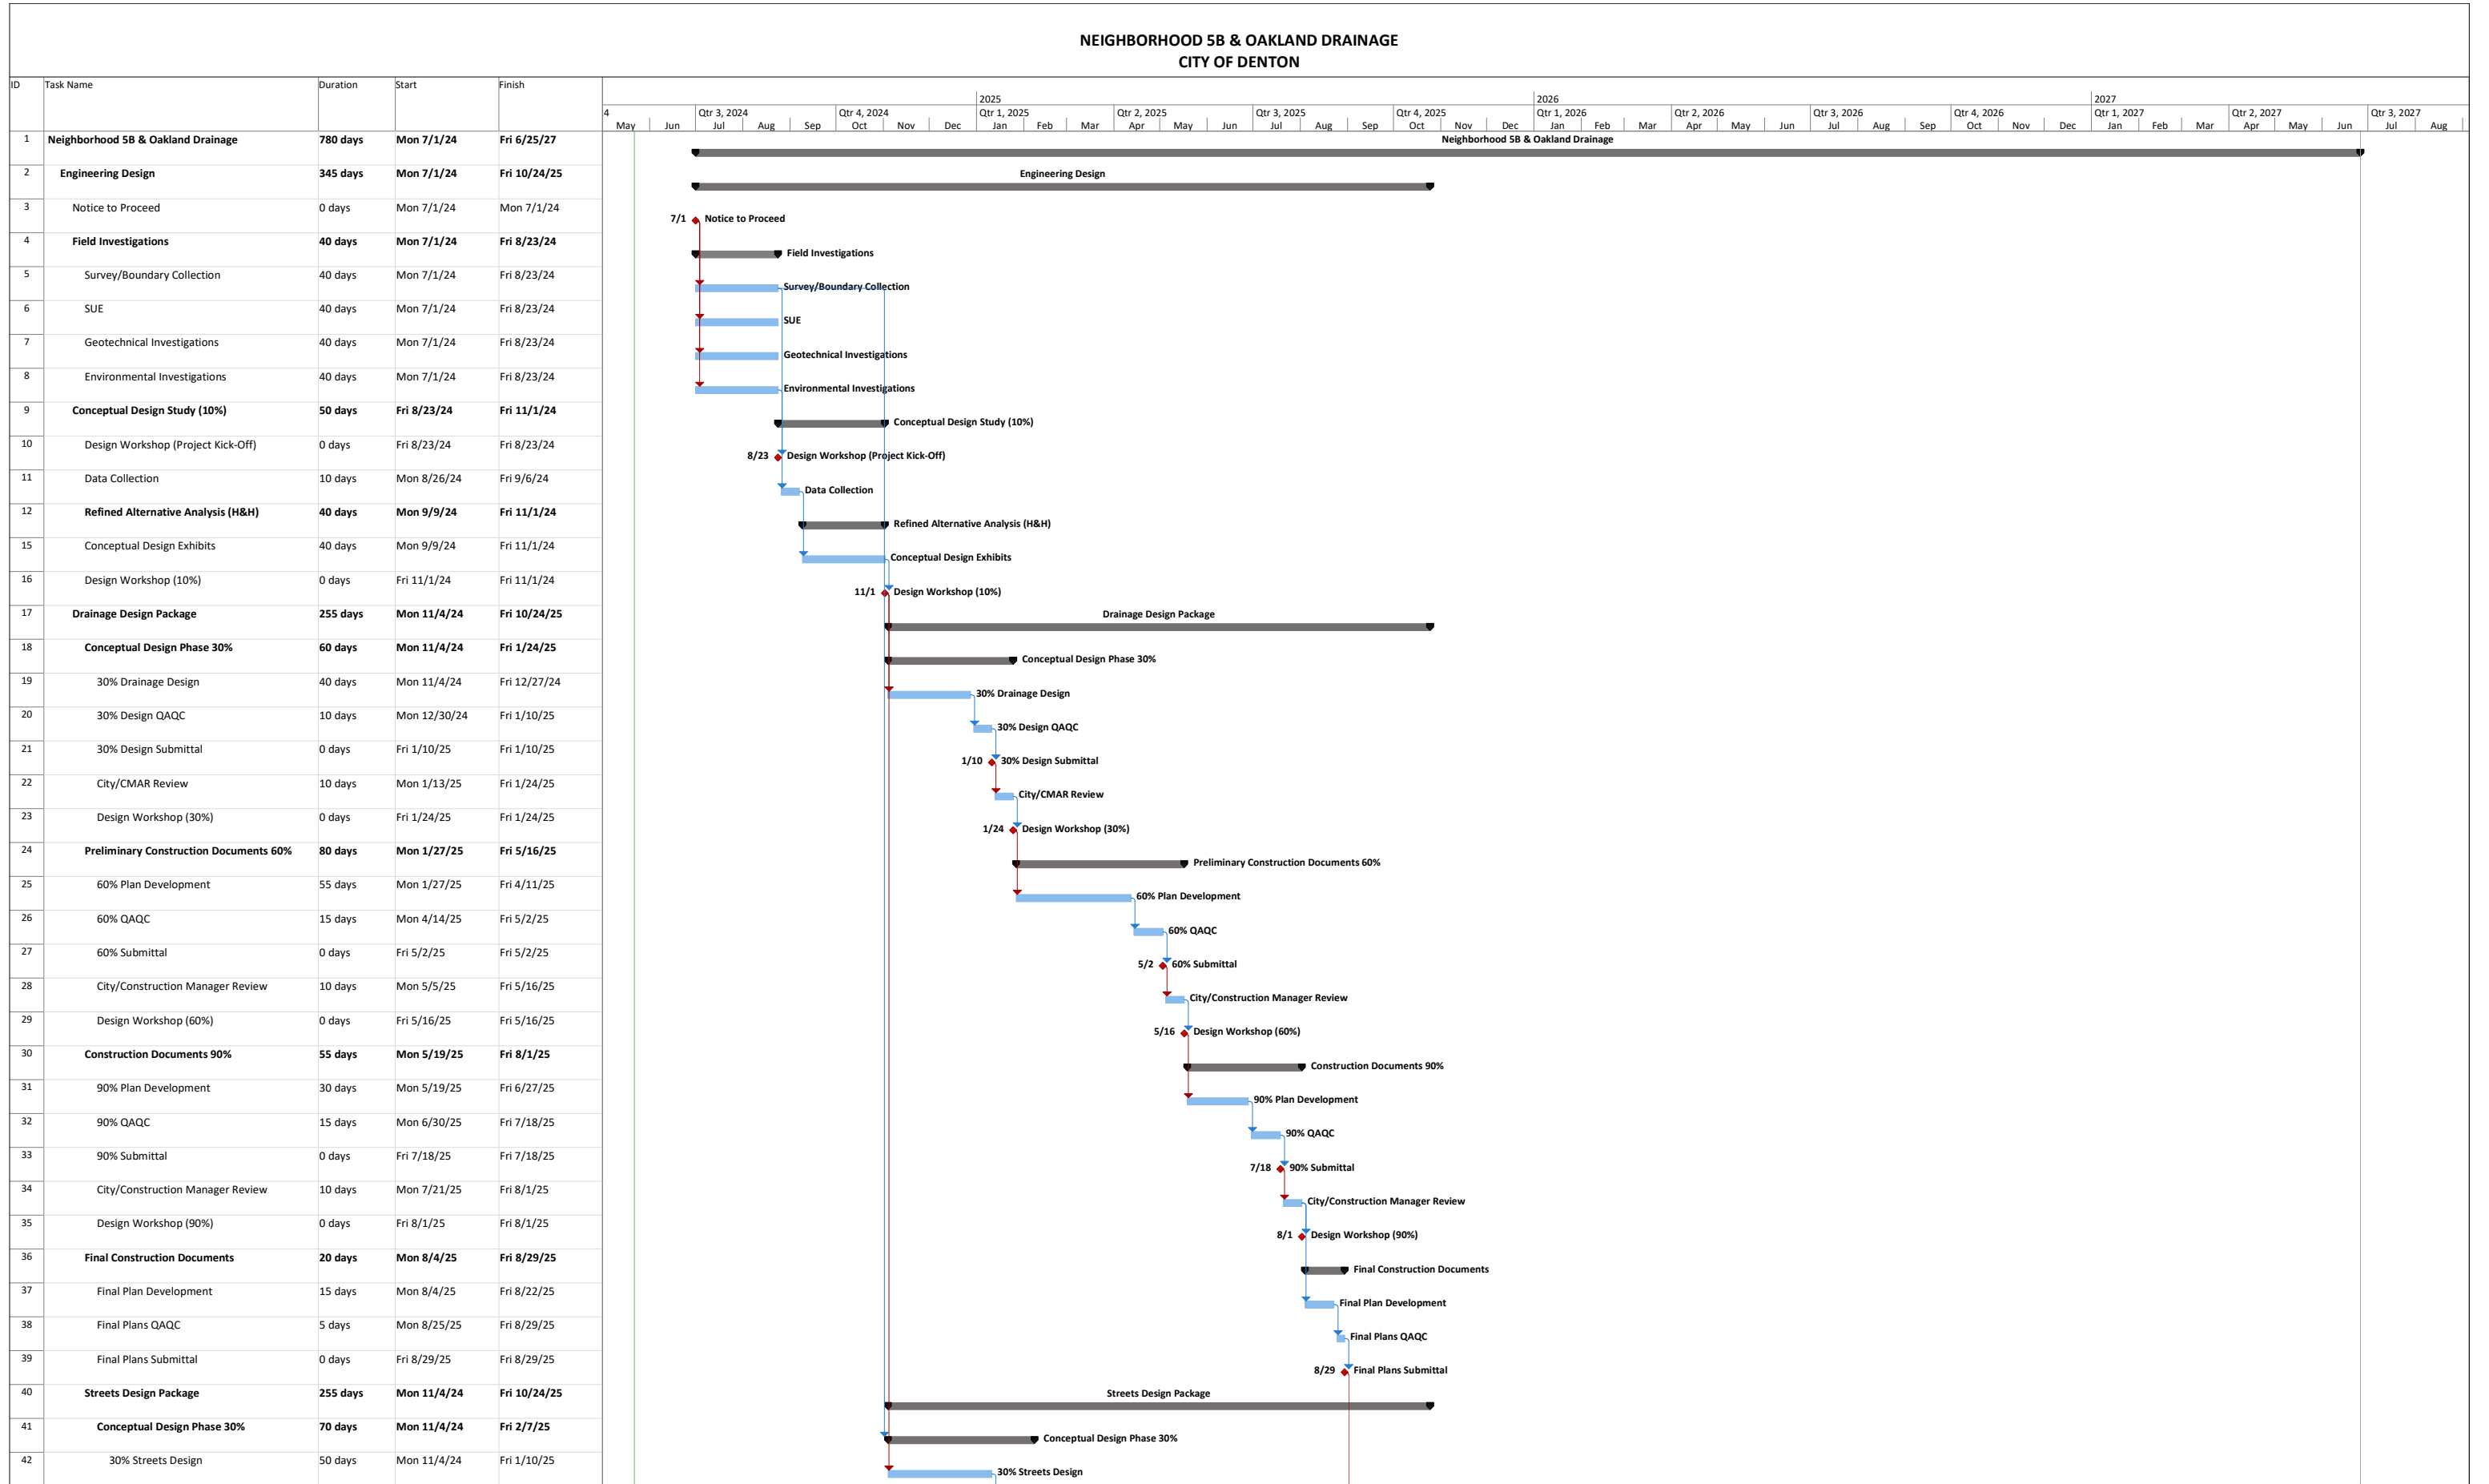 NEIGHBORHOOD 5B & OAKLAND DRAINAGE
CITY OF DENTON
ID Task Name Duration Start Finish
2025 2026 2027
4 Qtr 3, 2024 Qtr 4, 2024 Qtr 1, 2025 Qtr 2, 2025 Qtr 3, 2025 Qtr 4, 2025 Qtr 1, 2026 Qtr 2, 2026 Qtr 3, 2026 Qtr 4, 2026 Qtr 1, 2027 Qtr 2, 2027 Qtr 3, 2027
May Jun Jul Aug Sep Oct Nov Dec Jan Feb Mar Apr May Jun Jul Aug Sep Oct Nov Dec Jan Feb Mar Apr May Jun Jul Aug Sep Oct Nov Dec Jan Feb Mar Apr May Jun Jul Aug
1 Neighborhood 5B & Oakland Drainage 780 days Mon 7/1/24 Fri 6/25/27 Neighborhood 5B & Oakland Drainage
2 Engineering Design 345 days Mon 7/1/24 Fri 10/24/25 Engineering Design
3 Notice to Proceed 0 days Mon 7/1/24 Mon 7/1/24 7/1 Notice to Proceed
4 Field Investigations 40 days Mon 7/1/24 Fri 8/23/24 Field Investigations
5 Survey/Boundary Collection 40 days Mon 7/1/24 Fri 8/23/24 Survey/Boundary Collection
6 SUE 40 days Mon 7/1/24 Fri 8/23/24 SUE
7 Geotechnical Investigations 40 days Mon 7/1/24 Fri 8/23/24 Geotechnical Investigations
8 Environmental Investigations 40 days Mon 7/1/24 Fri 8/23/24 Environmental Investigations
9 Conceptual Design Study (10%) 50 days Fri 8/23/24 Fri 11/1/24 Conceptual Design Study (10%)
10 Design Workshop (Project Kick-Off) 0 days Fri 8/23/24 Fri 8/23/24 8/23 Design Workshop (Project Kick-Off)
11 Data Collection 10 days Mon 8/26/24 Fri 9/6/24 Data Collection
12 Refined Alternative Analysis (H&H) 40 days Mon 9/9/24 Fri 11/1/24 Refined Alternative Analysis (H&H)
15 Conceptual Design Exhibits 40 days Mon 9/9/24 Fri 11/1/24 Conceptual Design Exhibits
16 Design Workshop (10%) 0 days Fri 11/1/24 Fri 11/1/24 11/1 Design Workshop (10%)
17 Drainage Design Package 255 days Mon 11/4/24 Fri 10/24/25 Drainage Design Package
18 Conceptual Design Phase 30% 60 days Mon 11/4/24 Fri 1/24/25 Conceptual Design Phase 30%
19 30% Drainage Design 40 days Mon 11/4/24 Fri 12/27/24 30% Drainage Design
20 30% Design QAQC 10 days Mon 12/30/24 Fri 1/10/25 30% Design QAQC
21 30% Design Submittal 0 days Fri 1/10/25 Fri 1/10/25 1/10 30% Design Submittal
22 City/CMAR Review 10 days Mon 1/13/25 Fri 1/24/25 City/CMAR Review
23 Design Workshop (30%) 0 days Fri 1/24/25 Fri 1/24/25 1/24 Design Workshop (30%)
24 Preliminary Construction Documents 60% 80 days Mon 1/27/25 Fri 5/16/25 Preliminary Construction Documents 60%
25 60% Plan Development 55 days Mon 1/27/25 Fri 4/11/25 60% Plan Development
26 60% QAQC 15 days Mon 4/14/25 Fri 5/2/25 60% QAQC
27 60% Submittal 0 days Fri 5/2/25 Fri 5/2/25 5/2 60% Submittal
28 City/Construction Manager Review 10 days Mon 5/5/25 Fri 5/16/25 City/Construction Manager Review
29 Design Workshop (60%) 0 days Fri 5/16/25 Fri 5/16/25 5/16 Design Workshop (60%)
30 Construction Documents 90% 55 days Mon 5/19/25 Fri 8/1/25 Construction Documents 90%
31 90% Plan Development 30 days Mon 5/19/25 Fri 6/27/25 90% Plan Development
32 90% QAQC 15 days Mon 6/30/25 Fri 7/18/25 90% QAQC
33 90% Submittal 0 days Fri 7/18/25 Fri 7/18/25 7/18 90% Submittal
34 City/Construction Manager Review 10 days Mon 7/21/25 Fri 8/1/25 City/Construction Manager Review
35 Design Workshop (90%) 0 days Fri 8/1/25 Fri 8/1/25 8/1 Design Workshop (90%)
36 Final Construction Documents 20 days Mon 8/4/25 Fri 8/29/25 Final Construction Documents
37 Final Plan Development 15 days Mon 8/4/25 Fri 8/22/25 Final Plan Development
38 Final Plans QAQC 5 days Mon 8/25/25 Fri 8/29/25 Final Plans QAQC
39 Final Plans Submittal 0 days Fri 8/29/25 Fri 8/29/25 8/29 Final Plans Submittal
40 Streets Design Package 255 days Mon 11/4/24 Fri 10/24/25 Streets Design Package
41 Conceptual Design Phase 30% 70 days Mon 11/4/24 Fri 2/7/25 Conceptual Design Phase 30%
42 30% Streets Design 50 days Mon 11/4/24 Fri 1/10/25 30% Streets Design